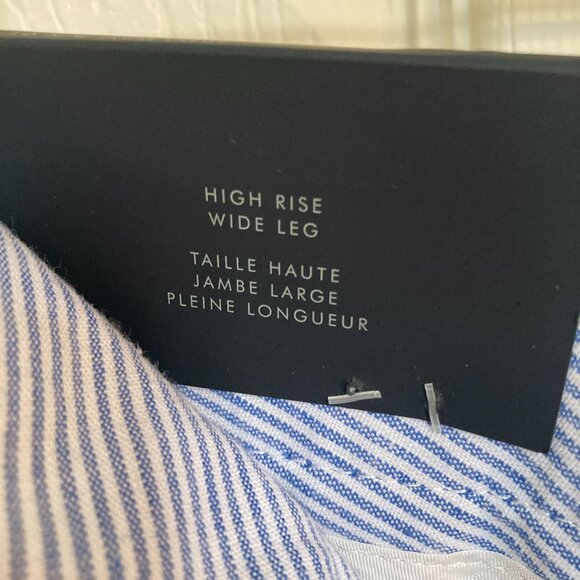 HIGH RISE
WIDE LEG
TAILLE HAUTE
JAMBE LARGE
PLEINE LONGUEUR